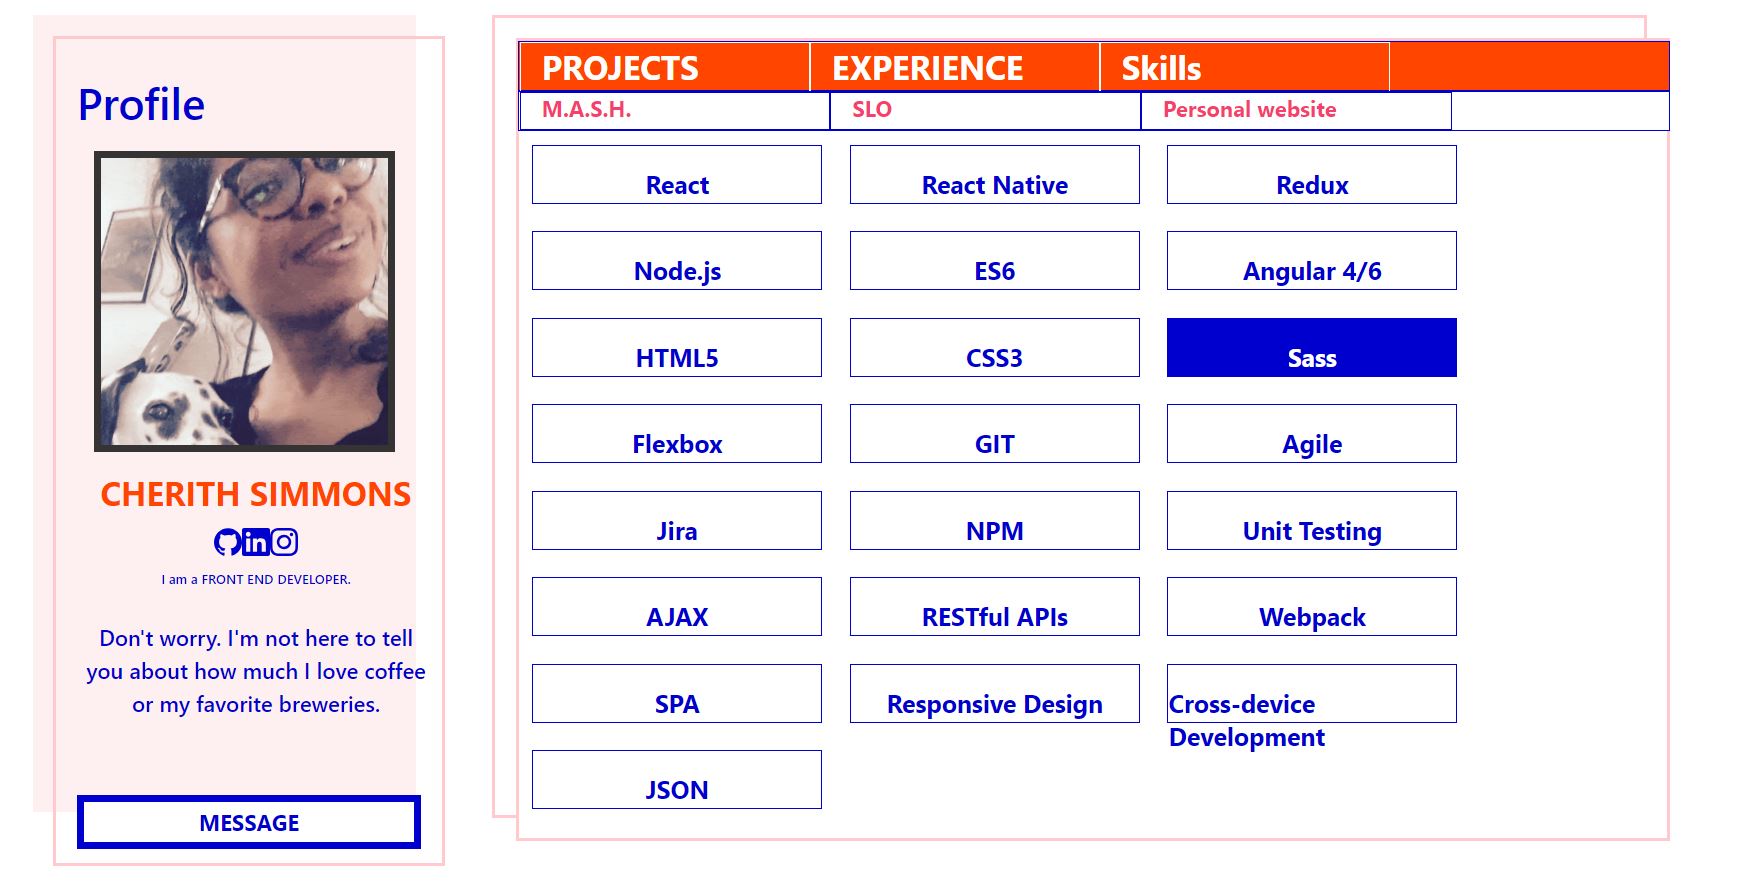 Profile
CHERITH SIMMONS
I am a FRONT END DEVELOPER.
Don't worry. I'm not here to tell
you about how much I love coffee
or my favorite breweries.
MESSAGE
PROJECTS EXPERIENCE Skills
M.A.S.H. SLO Personal website
React React Native Redux
Node.js ES6 Angular 4/6
HTML5 CSS3 Sass
Flexbox GIT Agile
Jira NPM Unit Testing
AJAX RESTful APIs Webpack
SPA Responsive Design Cross-device
Development
JSON